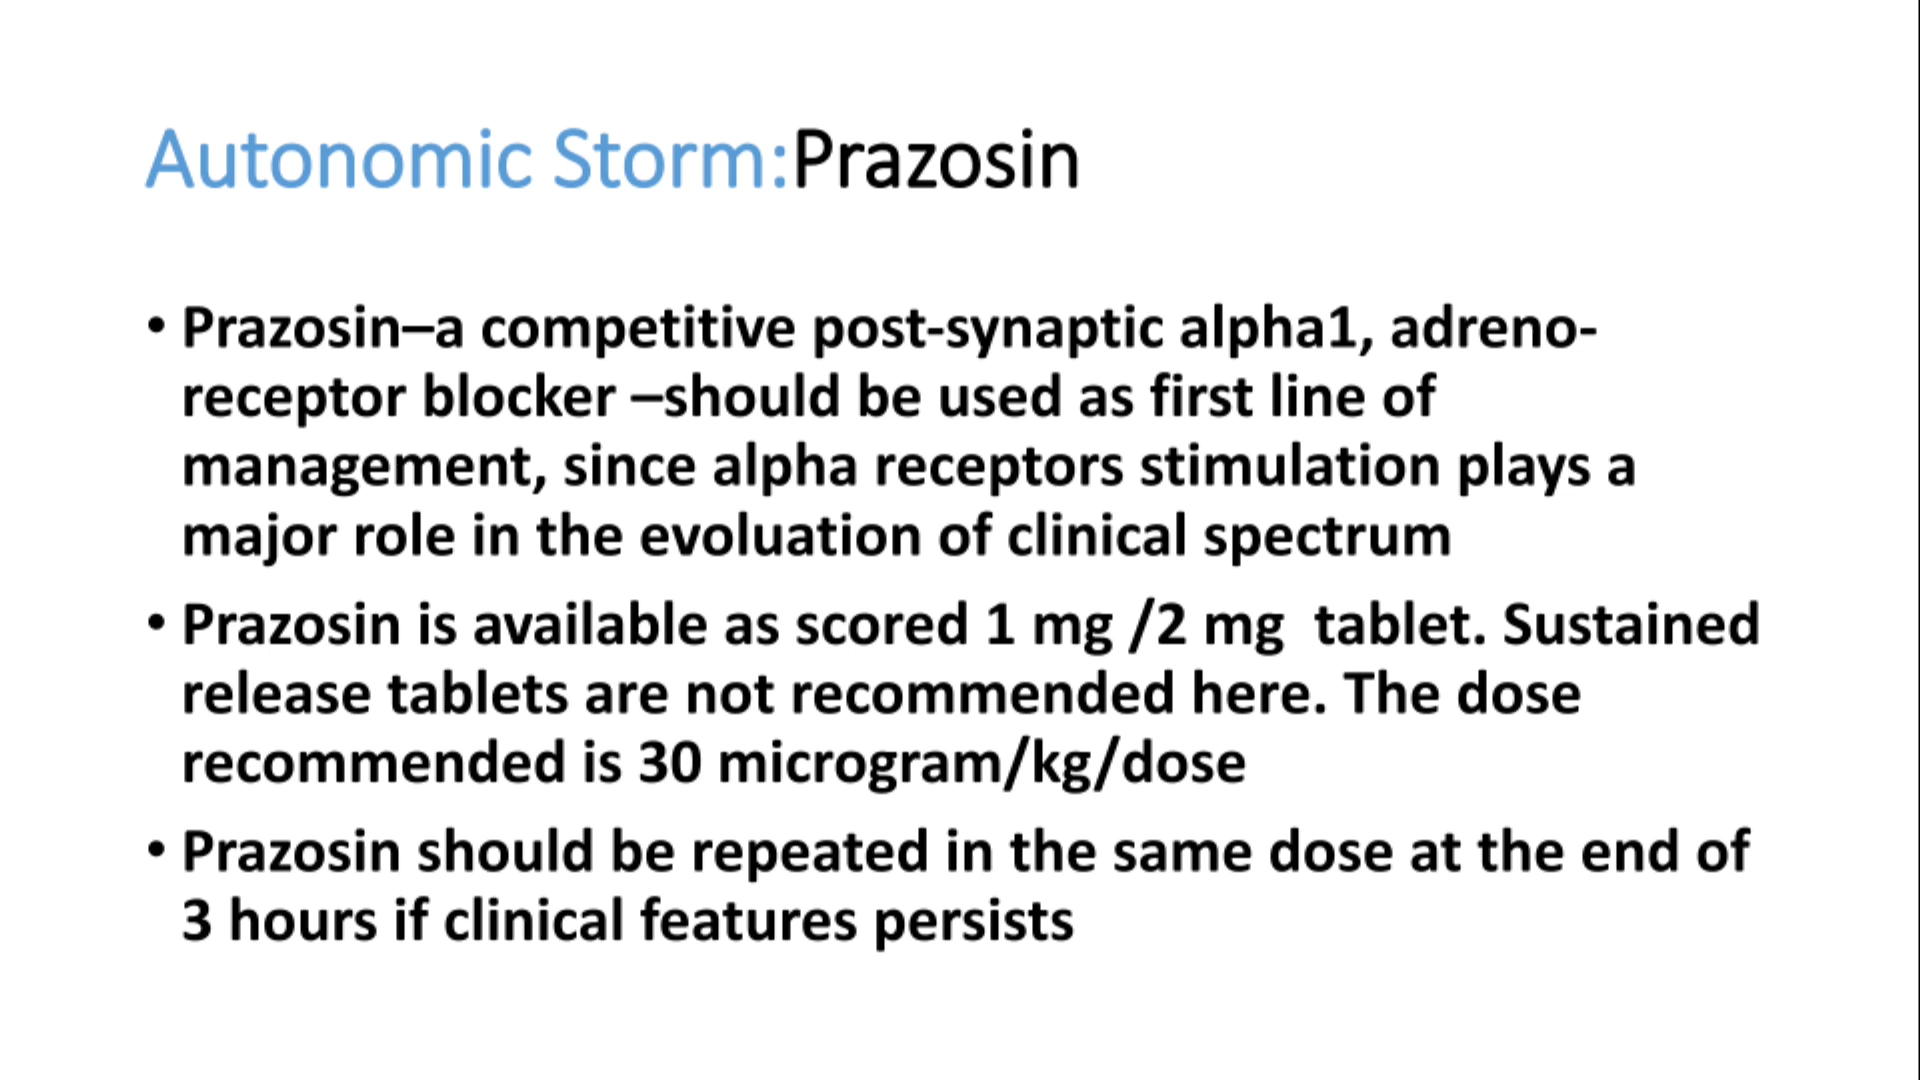 Autonomic Storm:Prazosin
• Prazosin–a competitive post-synaptic alpha1, adreno-
receptor blocker –should be used as first line of
management, since alpha receptors stimulation plays a
major role in the evoluation of clinical spectrum
• Prazosin is available as scored 1 mg /2 mg  tablet. Sustained
release tablets are not recommended here. The dose
recommended is 30 microgram/kg/dose
• Prazosin should be repeated in the same dose at the end of
3 hours if clinical features persists